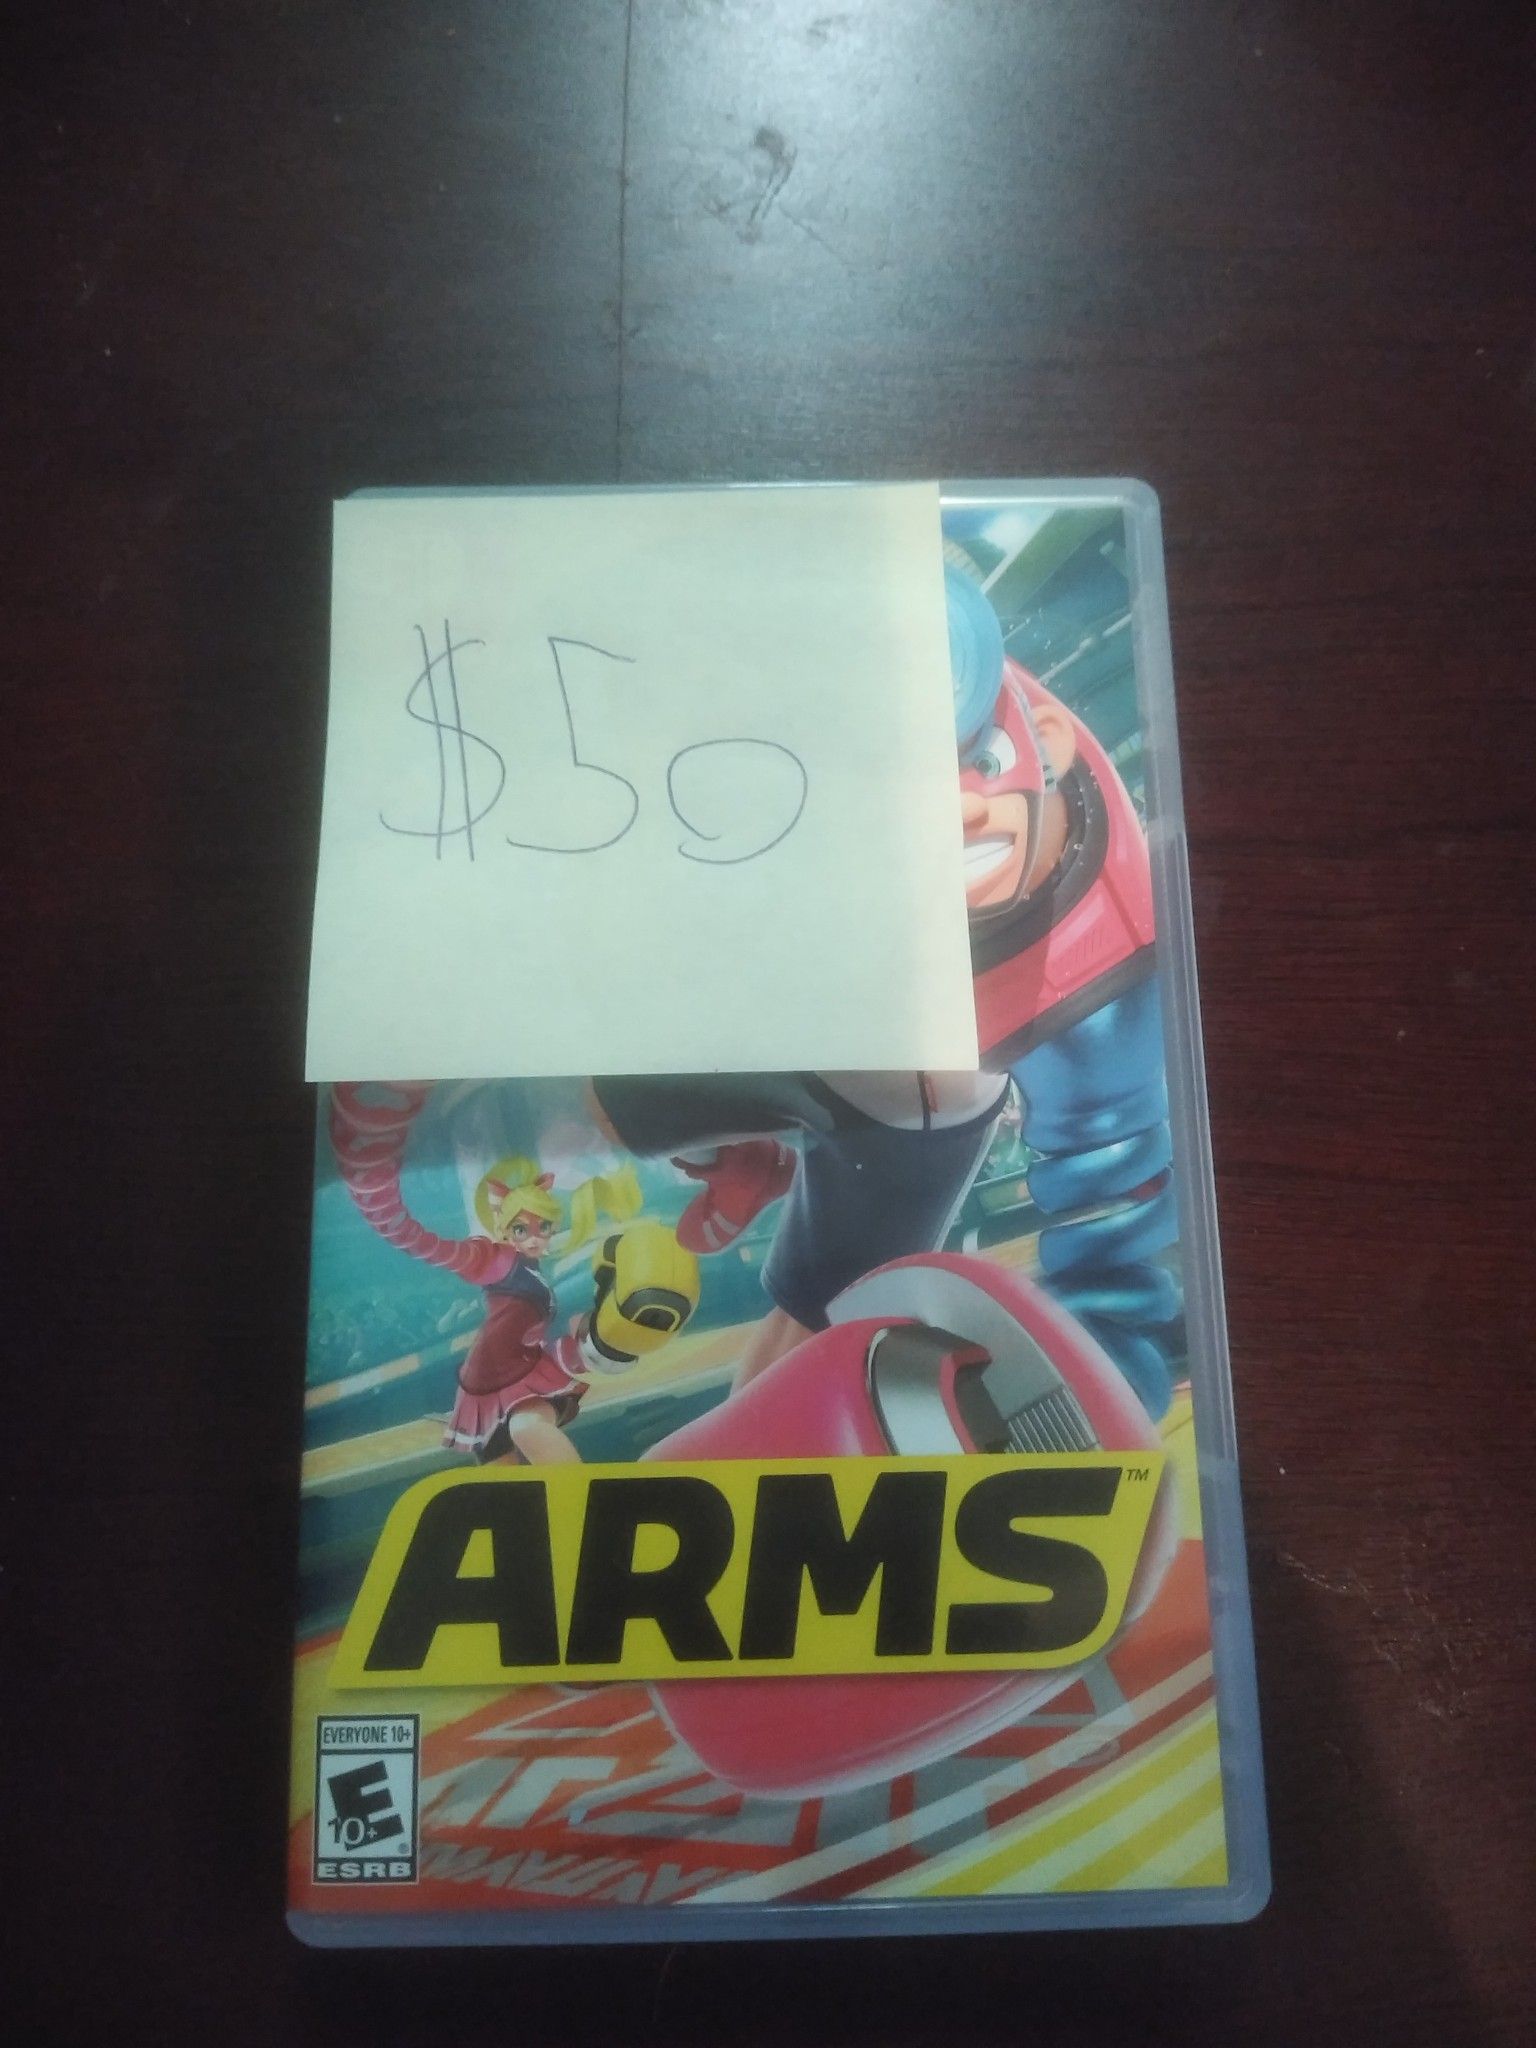 $50
ARMS™
EVERYONE 10+
E
10+
®
ESRB